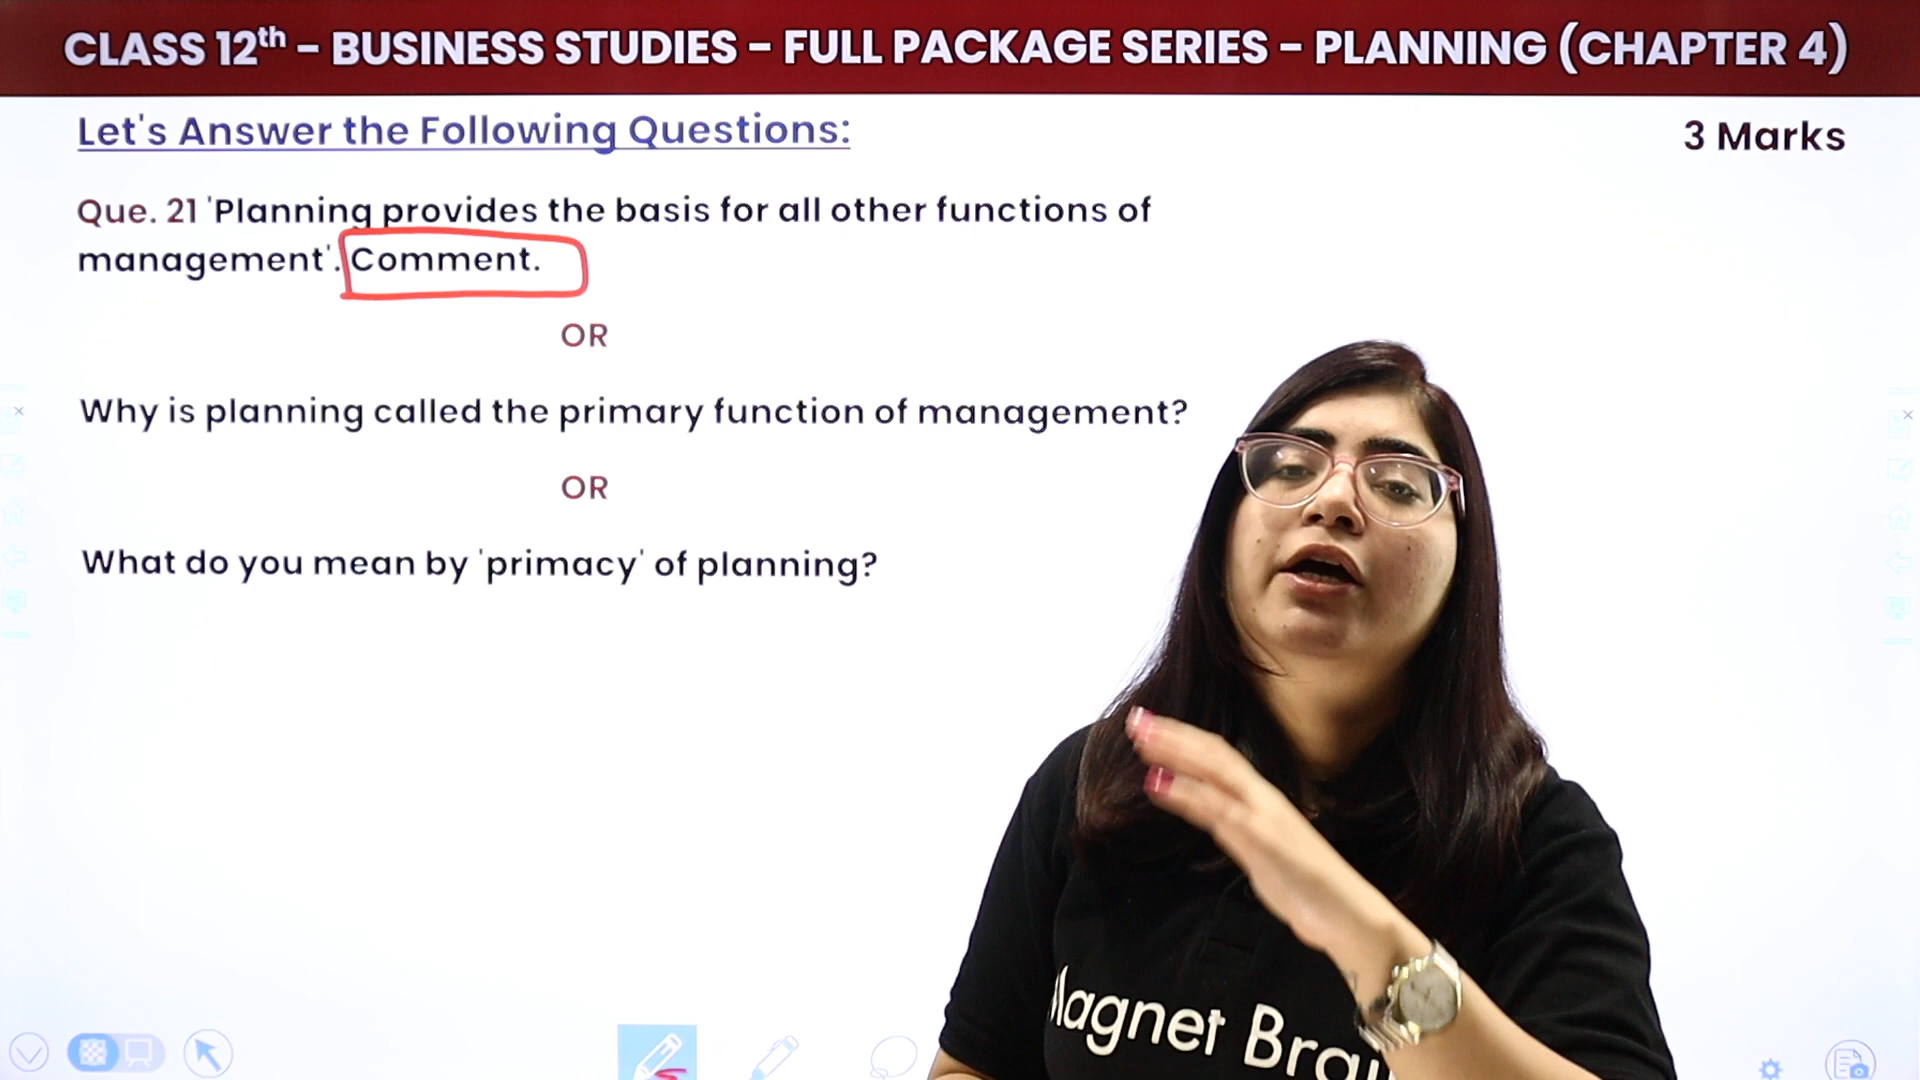 CLASS 12th – BUSINESS STUDIES – FULL PACKAGE SERIES – PLANNING (CHAPTER 4)
Let's Answer the Following Questions:
3 Marks
Que. 21 'Planning provides the basis for all other functions of
management'. Comment.
OR
Why is planning called the primary function of management?
OR
What do you mean by 'primacy' of planning?
Magnet Brai